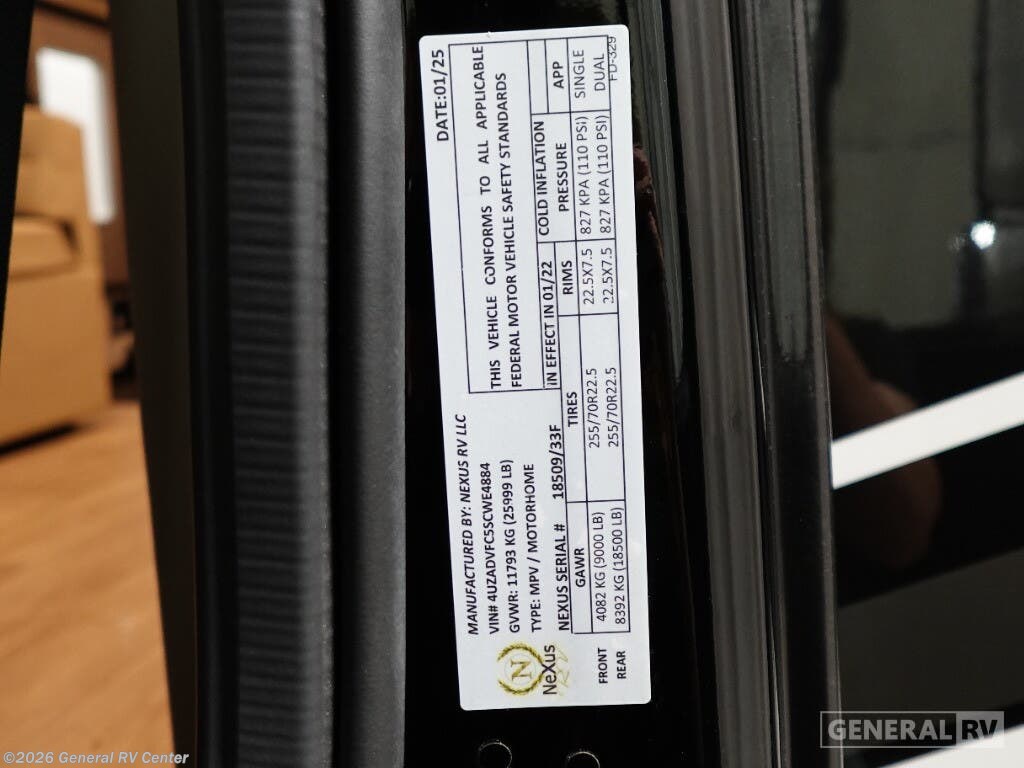 DATE:01/25
MANUFACTURED BY: NEXUS RV LLC
VIN# 4UZADVFC5SCWE4884
GVWR: 11793 KG (25999 LB)
TYPE: MPV / MOTORHOME
THIS VEHICLE CONFORMS TO ALL APPLICABLE
FEDERAL MOTOR VEHICLE SAFETY STANDARDS
IN EFFECT IN 01/22
NEXUS SERIAL # 18509/33F
N
NeXus
RV
GAWR TIRES RIMS COLD INFLATION PRESSURE APP
FRONT 4082 KG (9000 LB) 255/70R22.5 22.5X7.5 827 KPA (110 PSI) SINGLE
REAR 8392 KG (18500 LB) 255/70R22.5 22.5X7.5 827 KPA (110 PSI) DUAL
FD-329
GENERAL RV
©2026 General RV Center